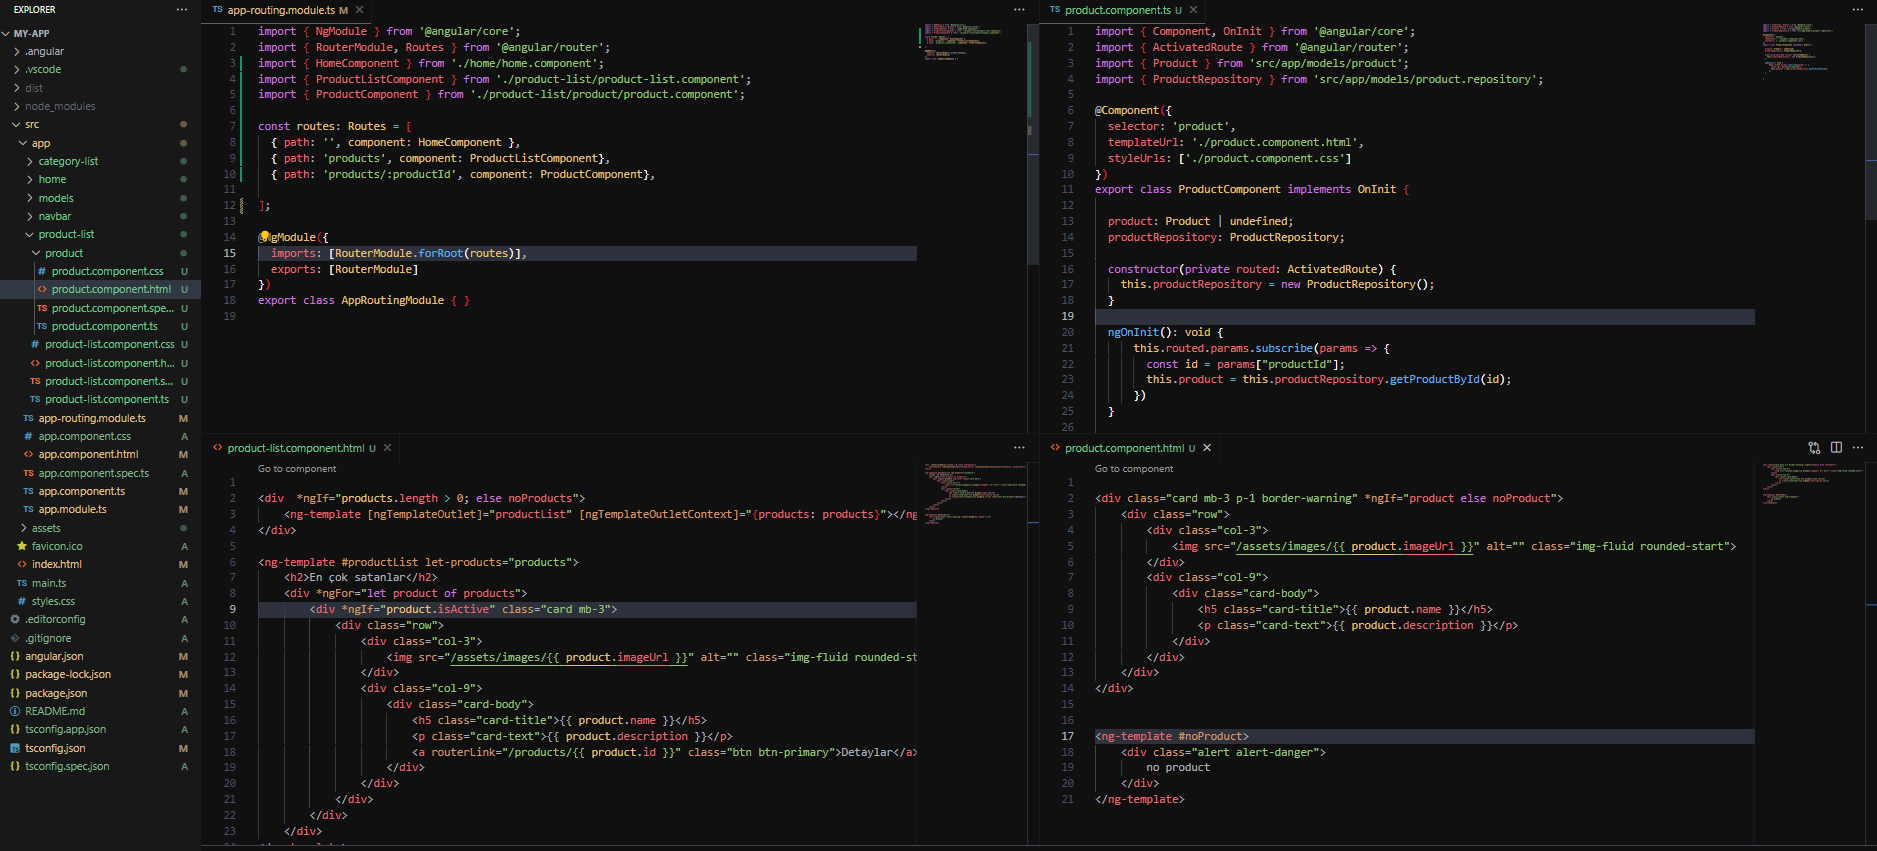 EXPLORER
MY-APP
.angular
.vscode
dist
node_modules
src
app
category-list
home
models
navbar
product-list
product
# product.component.css U
<> product.component.html U
TS product.component.spe... U
TS product.component.ts U
# product-list.component.css U
<> product-list.component.h... U
TS product-list.component.s... U
TS product-list.component.ts U
TS app-routing.module.ts M
# app.component.css A
<> app.component.html M
TS app.component.spec.ts A
TS app.component.ts M
TS app.module.ts M
assets
favicon.ico A
<> index.html M
TS main.ts A
# styles.css A
.editorconfig A
.gitignore A
{} angular.json M
{} package-lock.json M
{} package.json M
README.md A
{} tsconfig.app.json A
tsconfig.json M
{} tsconfig.spec.json A
TS app-routing.module.ts M
1 import { NgModule } from '@angular/core';
2 import { RouterModule, Routes } from '@angular/router';
3 import { HomeComponent } from './home/home.component';
4 import { ProductListComponent } from './product-list/product-list.component';
5 import { ProductComponent } from './product-list/product/product.component';
6
7 const routes: Routes = [
8 { path: '', component: HomeComponent },
9 { path: 'products', component: ProductListComponent},
10 { path: 'products/:productId', component: ProductComponent},
11
12 ];
13
14 @NgModule({
15 imports: [RouterModule.forRoot(routes)],
16 exports: [RouterModule]
17 })
18 export class AppRoutingModule { }
19
TS product.component.ts U
1 import { Component, OnInit } from '@angular/core';
2 import { ActivatedRoute } from '@angular/router';
3 import { Product } from 'src/app/models/product';
4 import { ProductRepository } from 'src/app/models/product.repository';
5
6 @Component({
7 selector: 'product',
8 templateUrl: './product.component.html',
9 styleUrls: ['./product.component.css']
10 })
11 export class ProductComponent implements OnInit {
12
13 product: Product | undefined;
14 productRepository: ProductRepository;
15
16 constructor(private routed: ActivatedRoute) {
17 this.productRepository = new ProductRepository();
18 }
19
20 ngOnInit(): void {
21 this.routed.params.subscribe(params => {
22 const id = params["productId"];
23 this.product = this.productRepository.getProductById(id);
24 })
25 }
26
<> product-list.component.html U
Go to component
1
2 <div  *ngIf="products.length > 0; else noProducts">
3 <ng-template [ngTemplateOutlet]="productList" [ngTemplateOutletContext]="{products: products}"></ng
4 </div>
5
6 <ng-template #productList let-products="products">
7 <h2>En çok satanlar</h2>
8 <div *ngFor="let product of products">
9 <div *ngIf="product.isActive" class="card mb-3">
10 <div class="row">
11 <div class="col-3">
12 <img src="/assets/images/{{ product.imageUrl }}" alt="" class="img-fluid rounded-st
13 </div>
14 <div class="col-9">
15 <div class="card-body">
16 <h5 class="card-title">{{ product.name }}</h5>
17 <p class="card-text">{{ product.description }}</p>
18 <a routerLink="/products/{{ product.id }}" class="btn btn-primary">Detaylar</a>
19 </div>
20 </div>
21 </div>
22 </div>
23 </div>
<> product.component.html U
Go to component
1
2 <div class="card mb-3 p-1 border-warning" *ngIf="product else noProduct">
3 <div class="row">
4 <div class="col-3">
5 <img src="/assets/images/{{ product.imageUrl }}" alt="" class="img-fluid rounded-start">
6 </div>
7 <div class="col-9">
8 <div class="card-body">
9 <h5 class="card-title">{{ product.name }}</h5>
10 <p class="card-text">{{ product.description }}</p>
11 </div>
12 </div>
13 </div>
14 </div>
15
16
17 <ng-template #noProduct>
18 <div class="alert alert-danger">
19 no product
20 </div>
21 </ng-template>